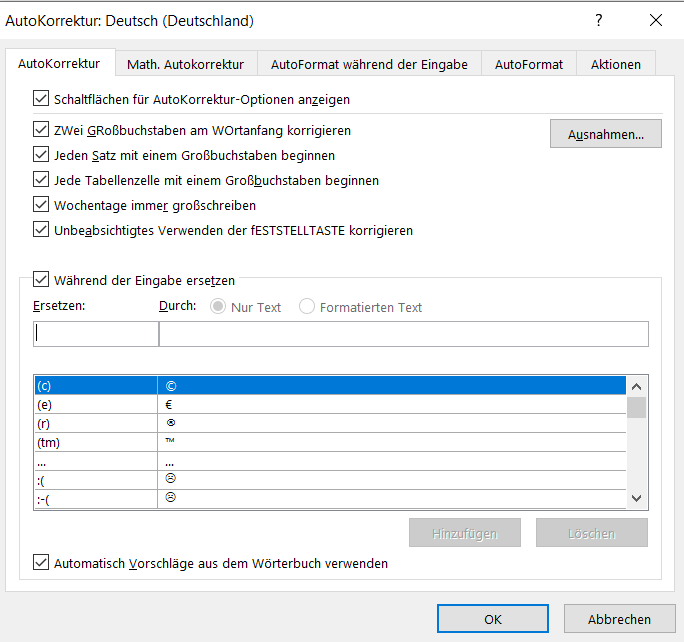 AutoKorrektur: Deutsch (Deutschland) ? ×
AutoKorrektur Math. Autokorrektur AutoFormat während der Eingabe AutoFormat Aktionen
Schaltflächen für AutoKorrektur-Optionen anzeigen
ZWei GRoßbuchstaben am WOrtanfang korrigieren Ausnahmen...
Jeden Satz mit einem Großbuchstaben beginnen
Jede Tabellenzelle mit einem Großbuchstaben beginnen
Wochentage immer großschreiben
Unbeabsichtigtes Verwenden der fESTSTELLTASTE korrigieren
Während der Eingabe ersetzen
Ersetzen: Durch: Nur Text Formatierten Text
(c) ©
(e) €
(r) ®
(tm) ™
... ...
:( ☹
:-( ☹
Hinzufügen Löschen
Automatisch Vorschläge aus dem Wörterbuch verwenden
OK Abbrechen